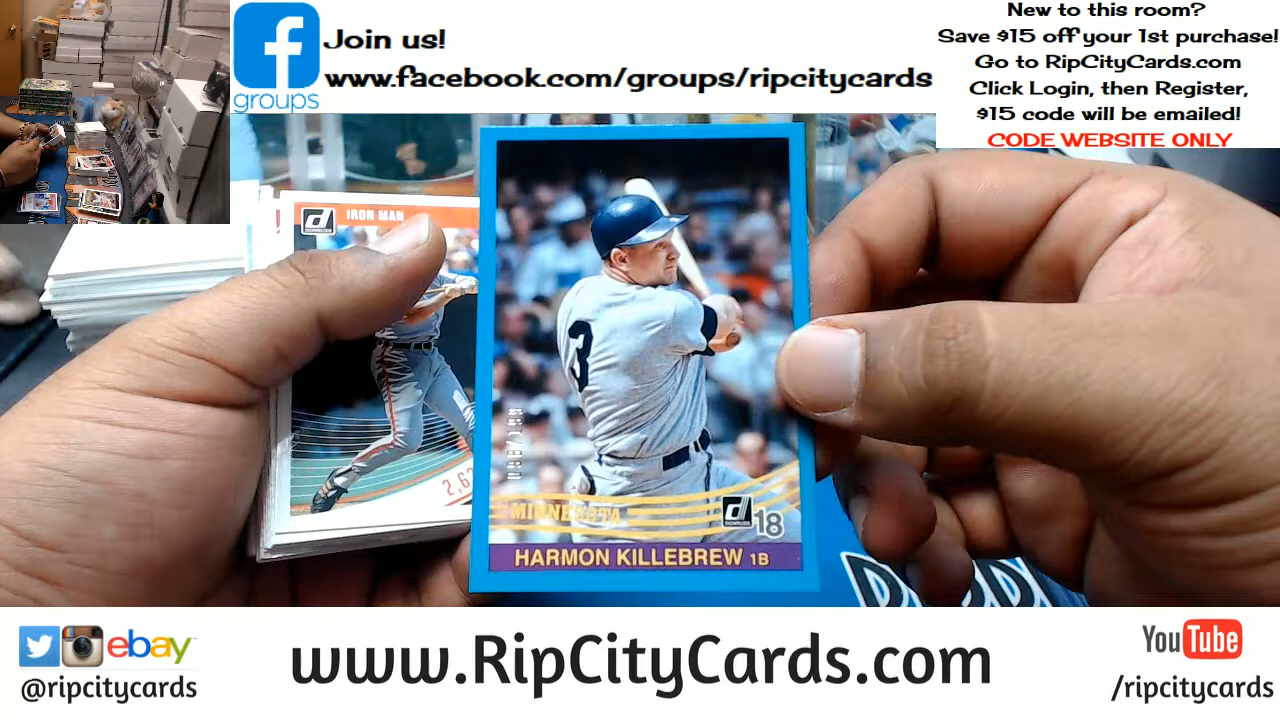 f
groups
Join us!
www.facebook.com/groups/ripcitycards
New to this room?
Save $15 off your 1st purchase!
Go to RipCityCards.com
Click Login, then Register,
$15 code will be emailed!
CODE WEBSITE ONLY
d
DONRUSS
IRON MAN
3
MINNESOTA
d
DONRUSS
18
HARMON KILLEBREW 1B
ebay
@ripcitycards
www.RipCityCards.com
YouTube
/ripcitycards